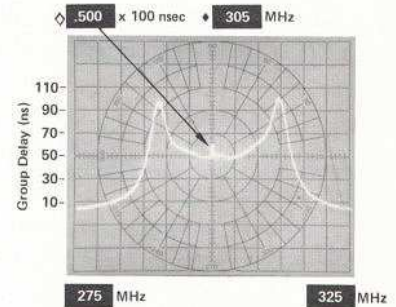 ◊ .500 x 100 nsec ♦ 305 MHz
Group Delay (ns)
110-
90-
70-
50-
30-
10-
275 MHz
325 MHz